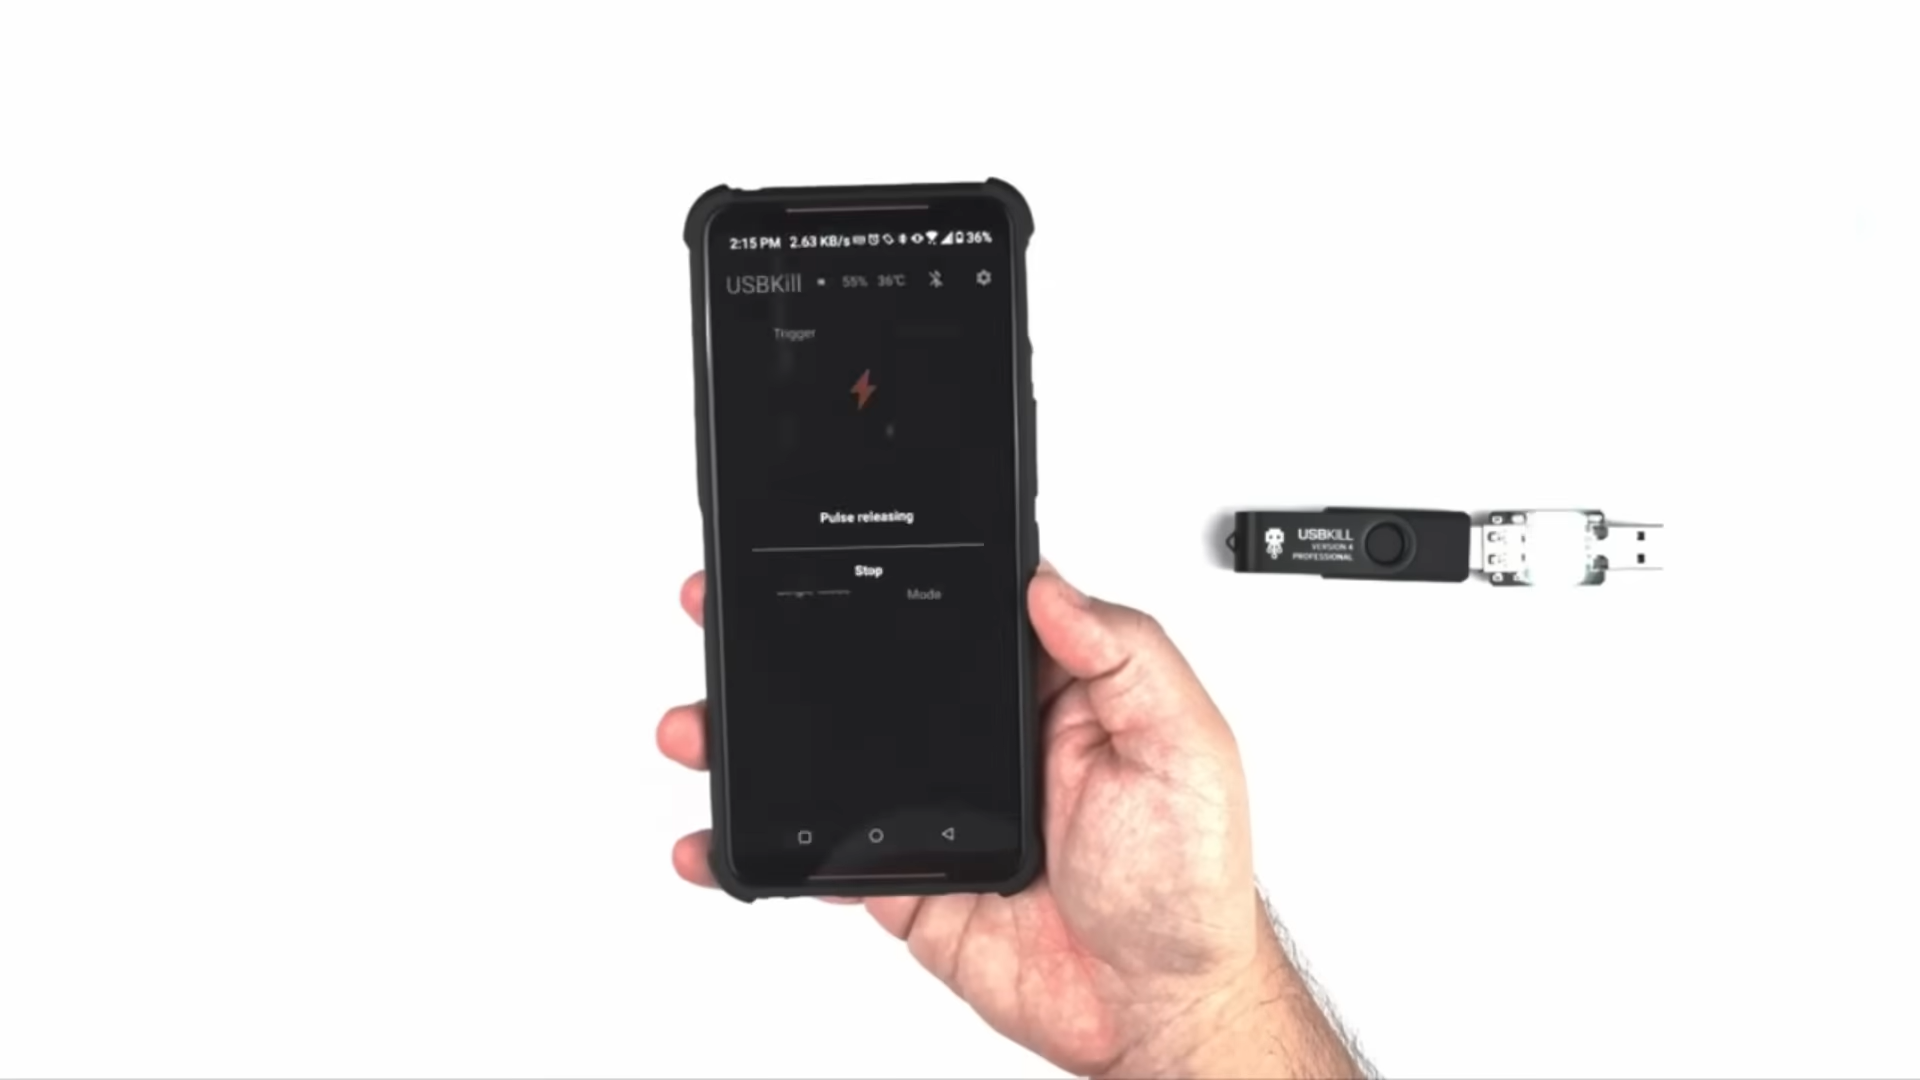 2:15 PM 2.63 KB/s 36%
USBKill 55% 36°C
Trigger
Pulse releasing
Stop
Mode
USBKILL
VERSION 4
PROFESSIONAL